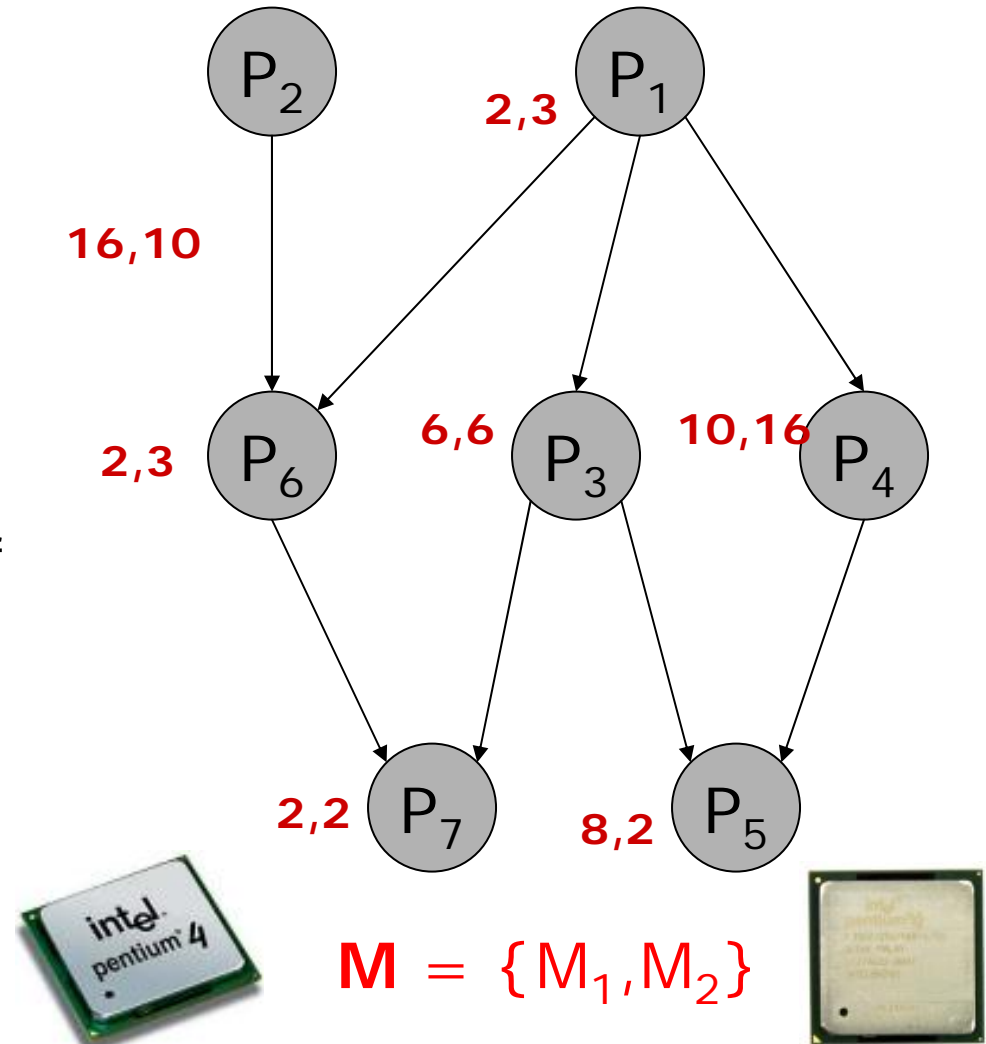 P2
P1
2,3
16,10
2,3
P6
6,6
P3
10,16
P4
2,2
P7
8,2
P5
intel
pentium 4
M = {M1,M2}